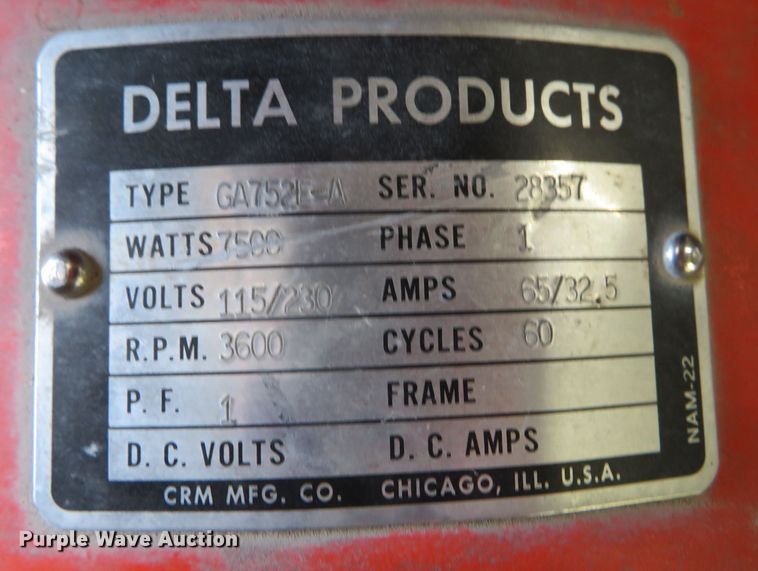 DELTA PRODUCTS
TYPE GA752E-A SER. NO. 28357
WATTS 7500 PHASE 1
VOLTS 115/230 AMPS 65/32.5
R.P.M. 3600 CYCLES 60
P. F. 1 FRAME
D. C. VOLTS D. C. AMPS
CRM MFG. CO. CHICAGO, ILL. U.S.A.
NAM-22
Purple Wave Auction